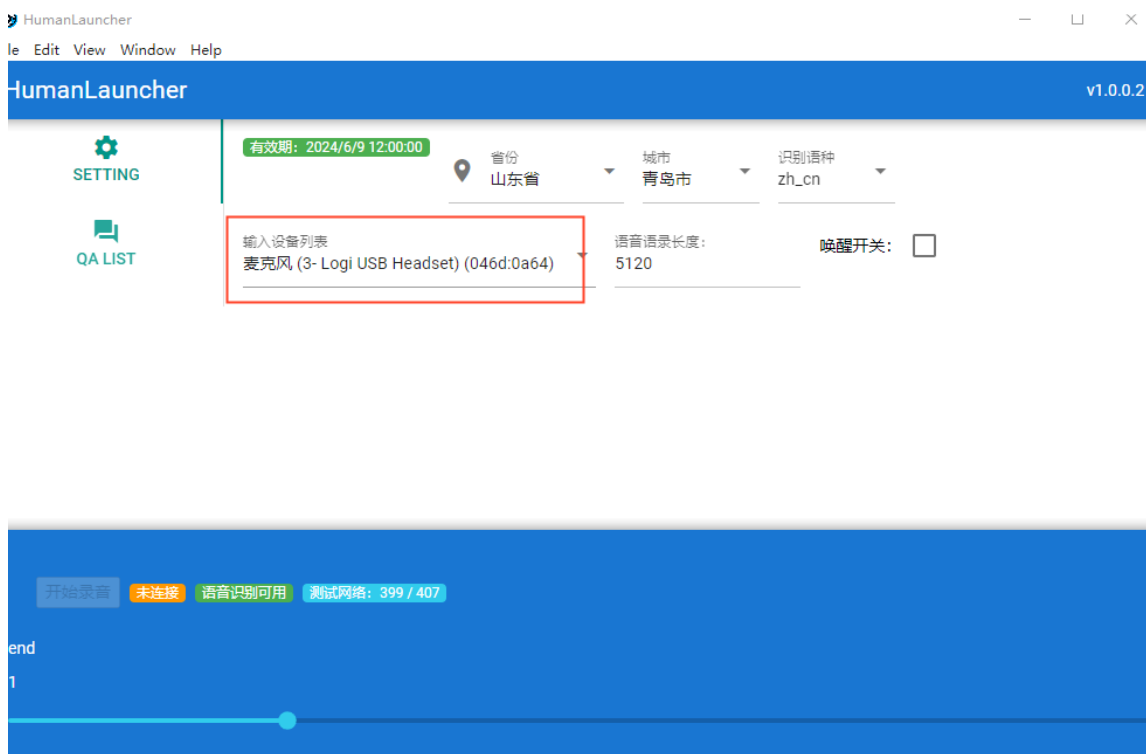 HumanLauncher
le Edit View Window Help
HumanLauncher
v1.0.0.2
SETTING
有效期：2024/6/9 12:00:00
省份
山东省
城市
青岛市
识别语种
zh_cn
QA LIST
输入设备列表
麦克风 (3- Logi USB Headset) (046d:0a64)
语音语录长度：
5120
唤醒开关：
开始录音
未连接
语音识别可用
测试网络：399 / 407
end
1